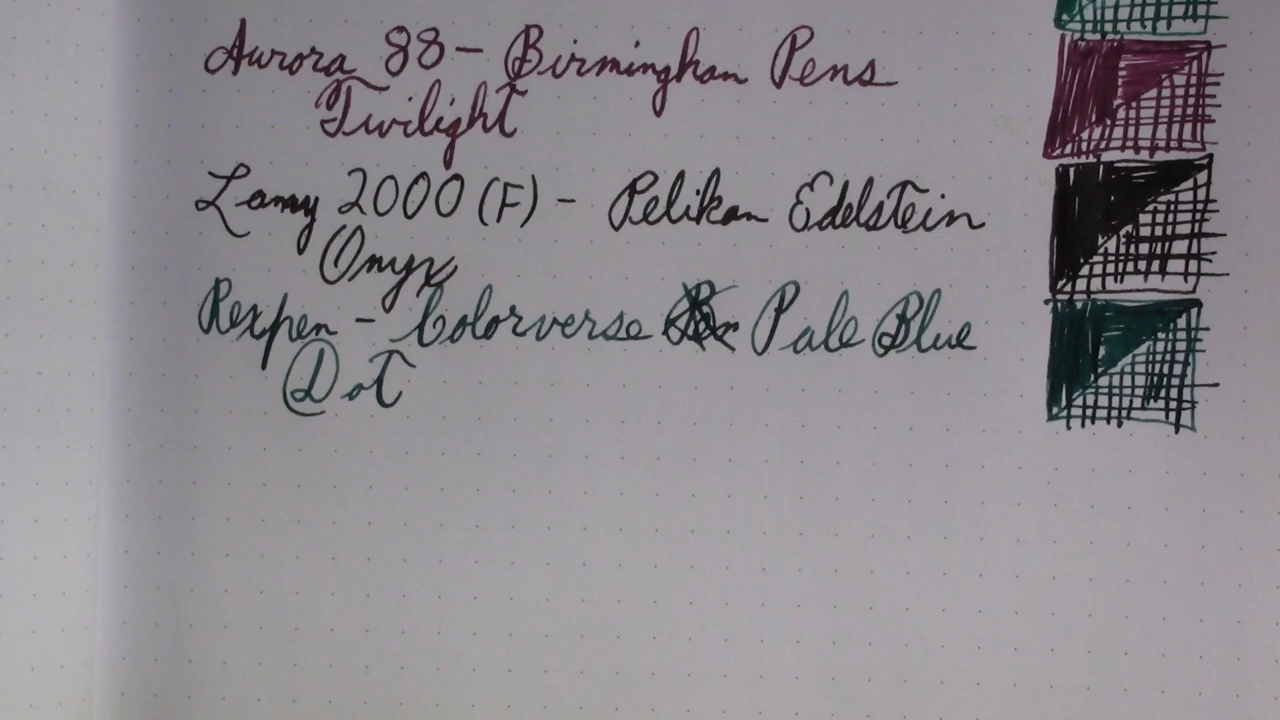 Aurora 88 - Birmingham Pens
Twilight
Lamy 2000 (F) - Pelikan Edelstein
Onyx
Rexpen - Colorverse Pale Blue
Dot